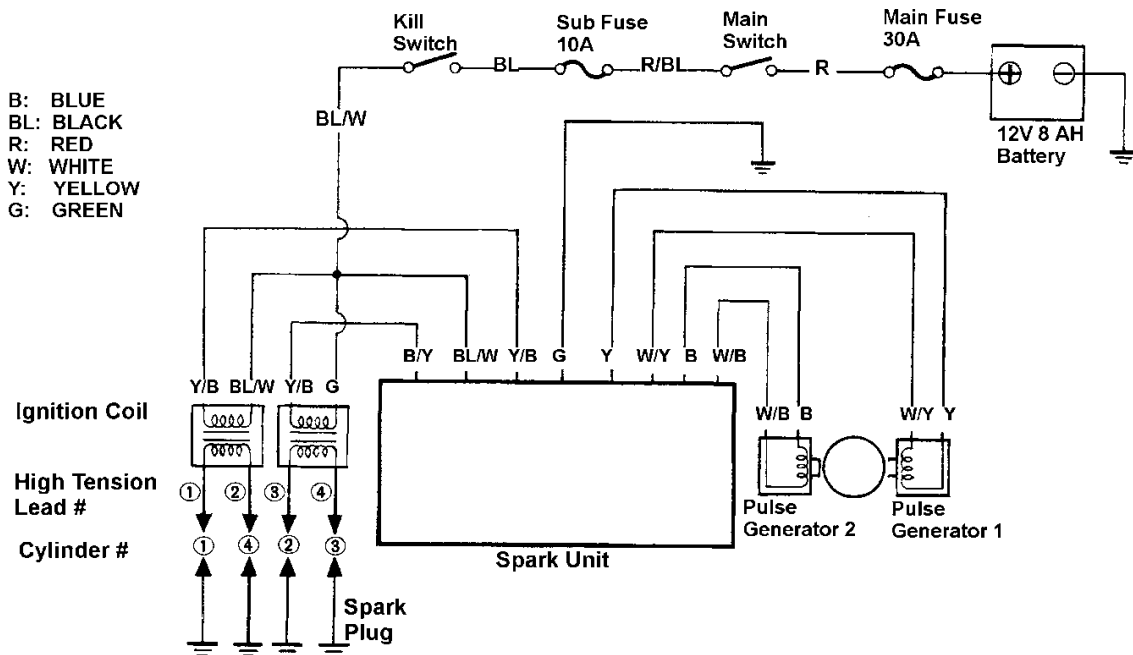 Kill
Switch
Sub Fuse
10A
Main
Switch
Main Fuse
30A
BL
R/BL
R
B: BLUE
BL: BLACK
R: RED
W: WHITE
Y: YELLOW
G: GREEN
BL/W
12V 8 AH
Battery
B/Y
BL/W
Y/B
G
Y
W/Y
B
W/B
Y/B
BL/W
Y/B
G
Ignition Coil
W/B
B
W/Y
Y
High Tension
Lead #
1
2
3
4
Pulse
Generator 2
Pulse
Generator 1
Cylinder #
1
4
2
3
Spark Unit
Spark
Plug